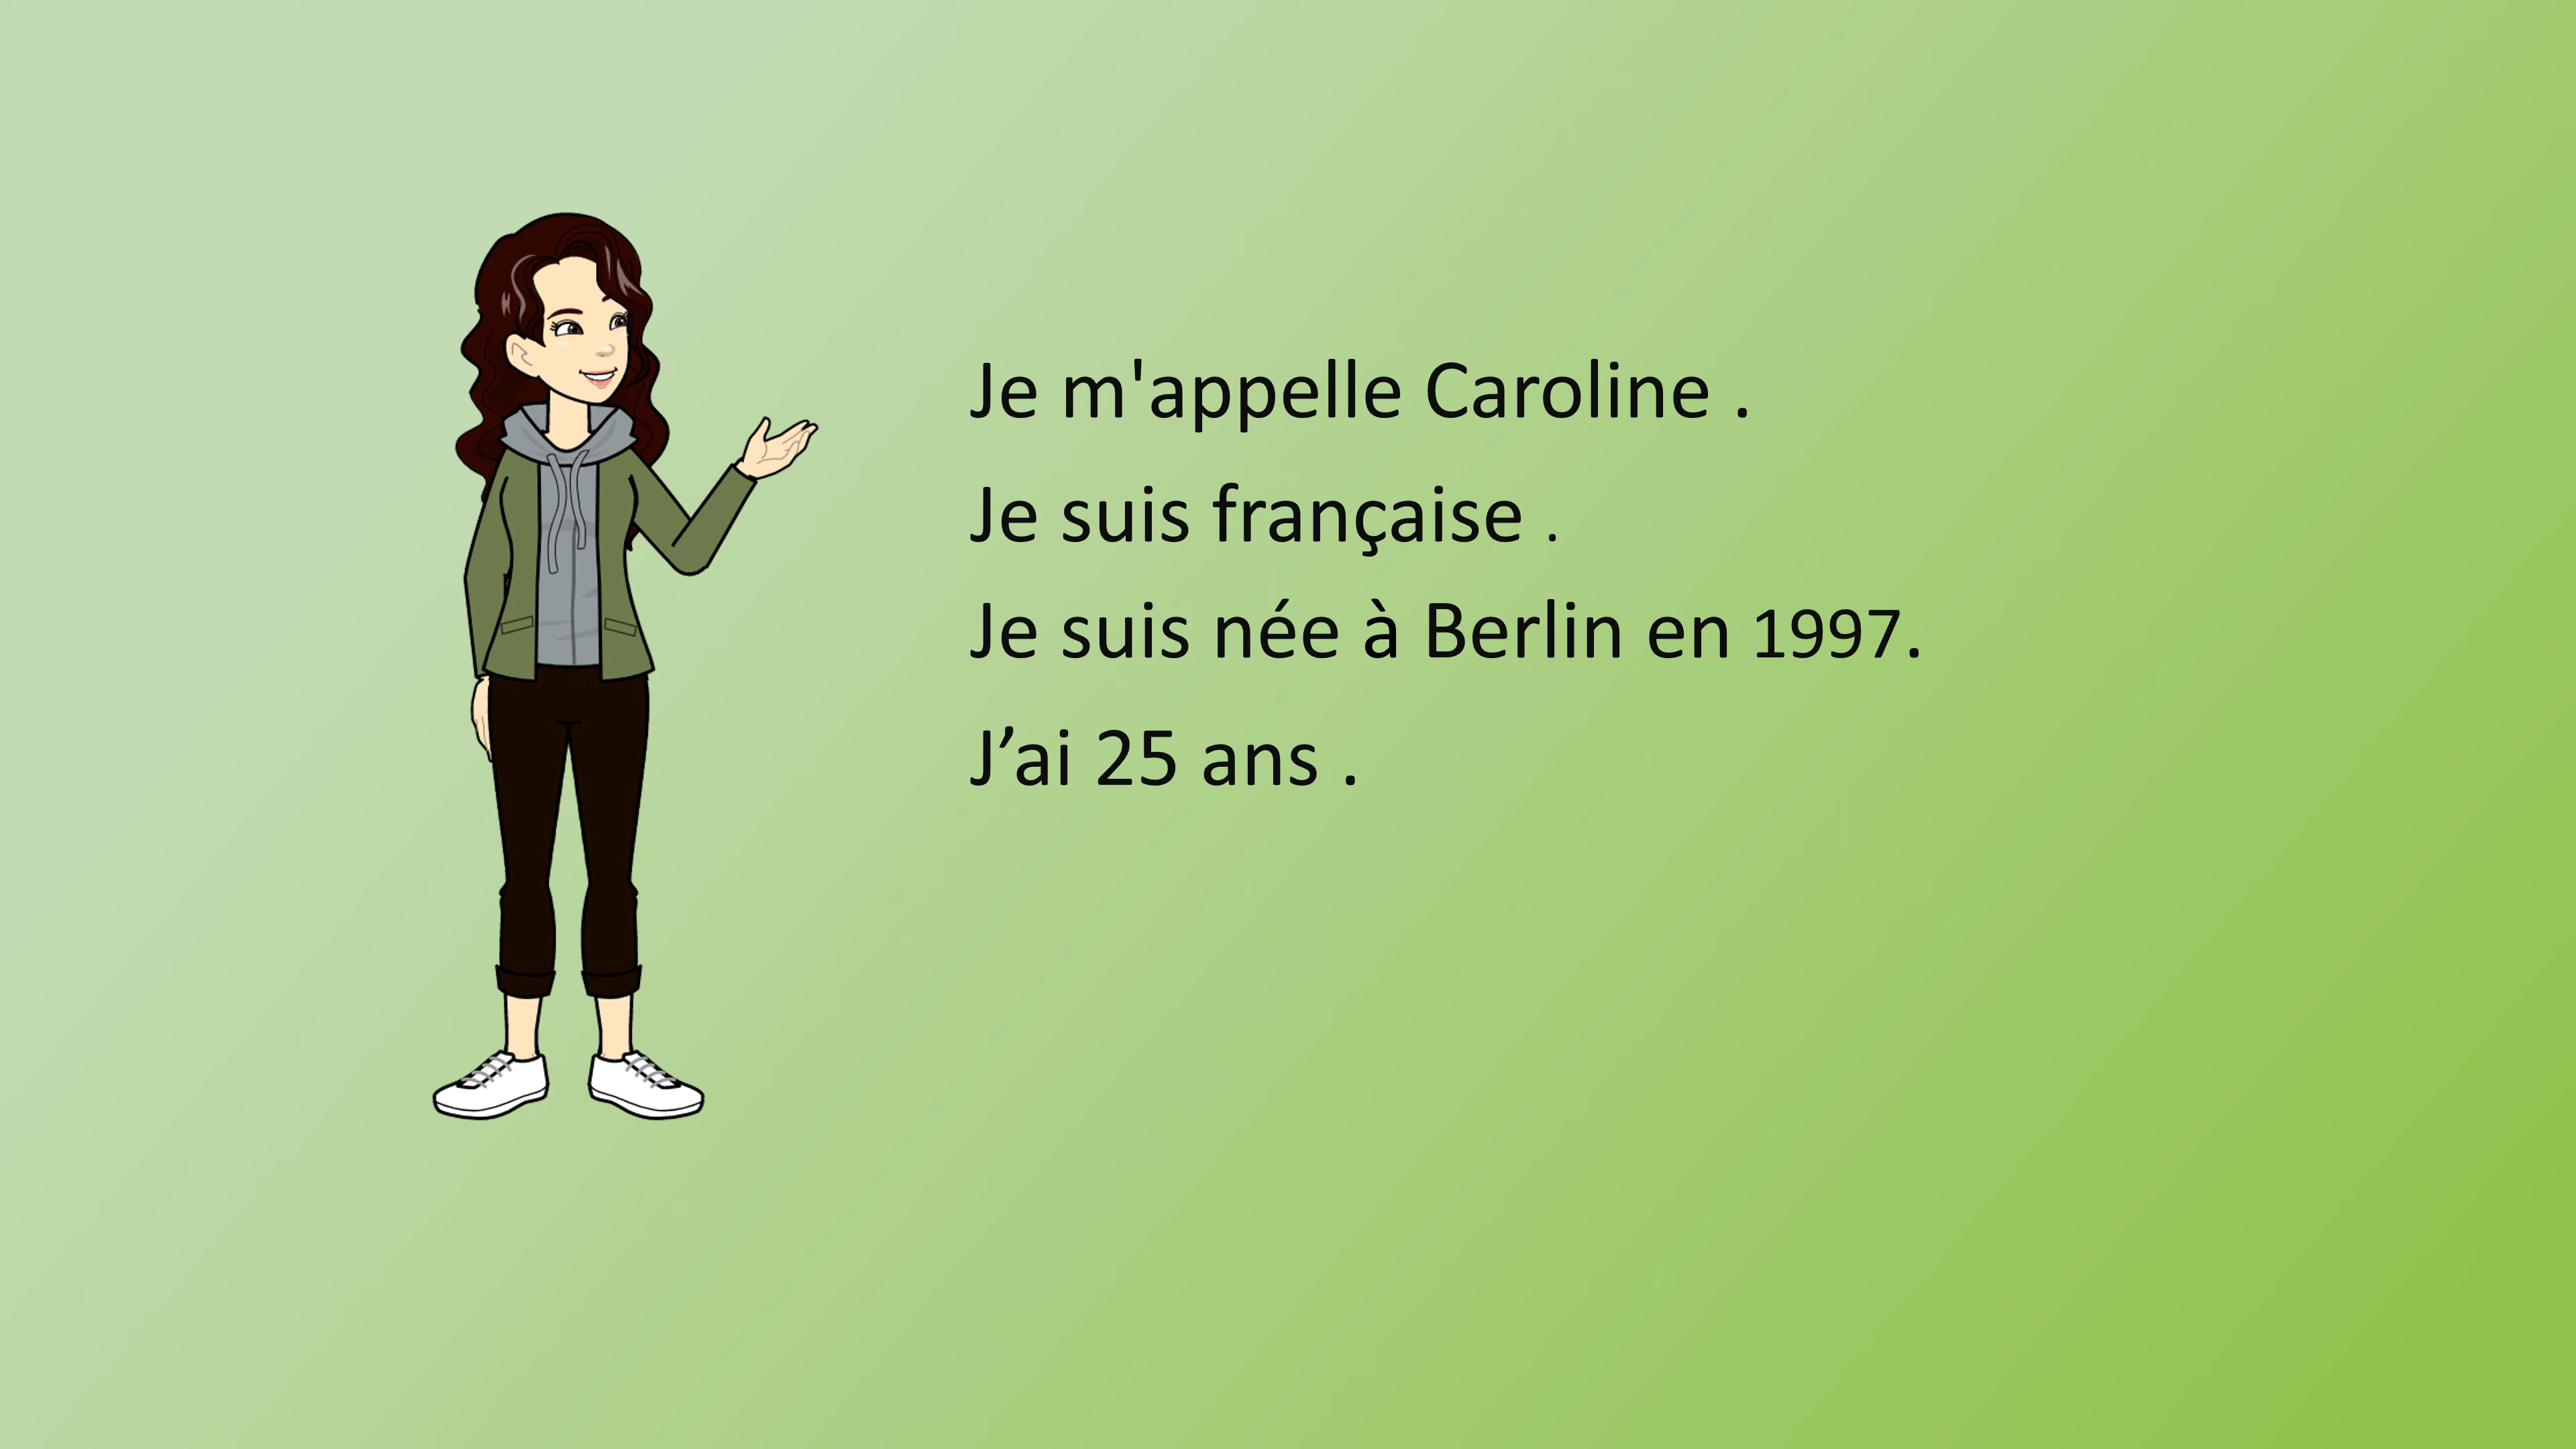 Je m'appelle Caroline .
Je suis française .
Je suis née à Berlin en 1997.
J’ai 25 ans .